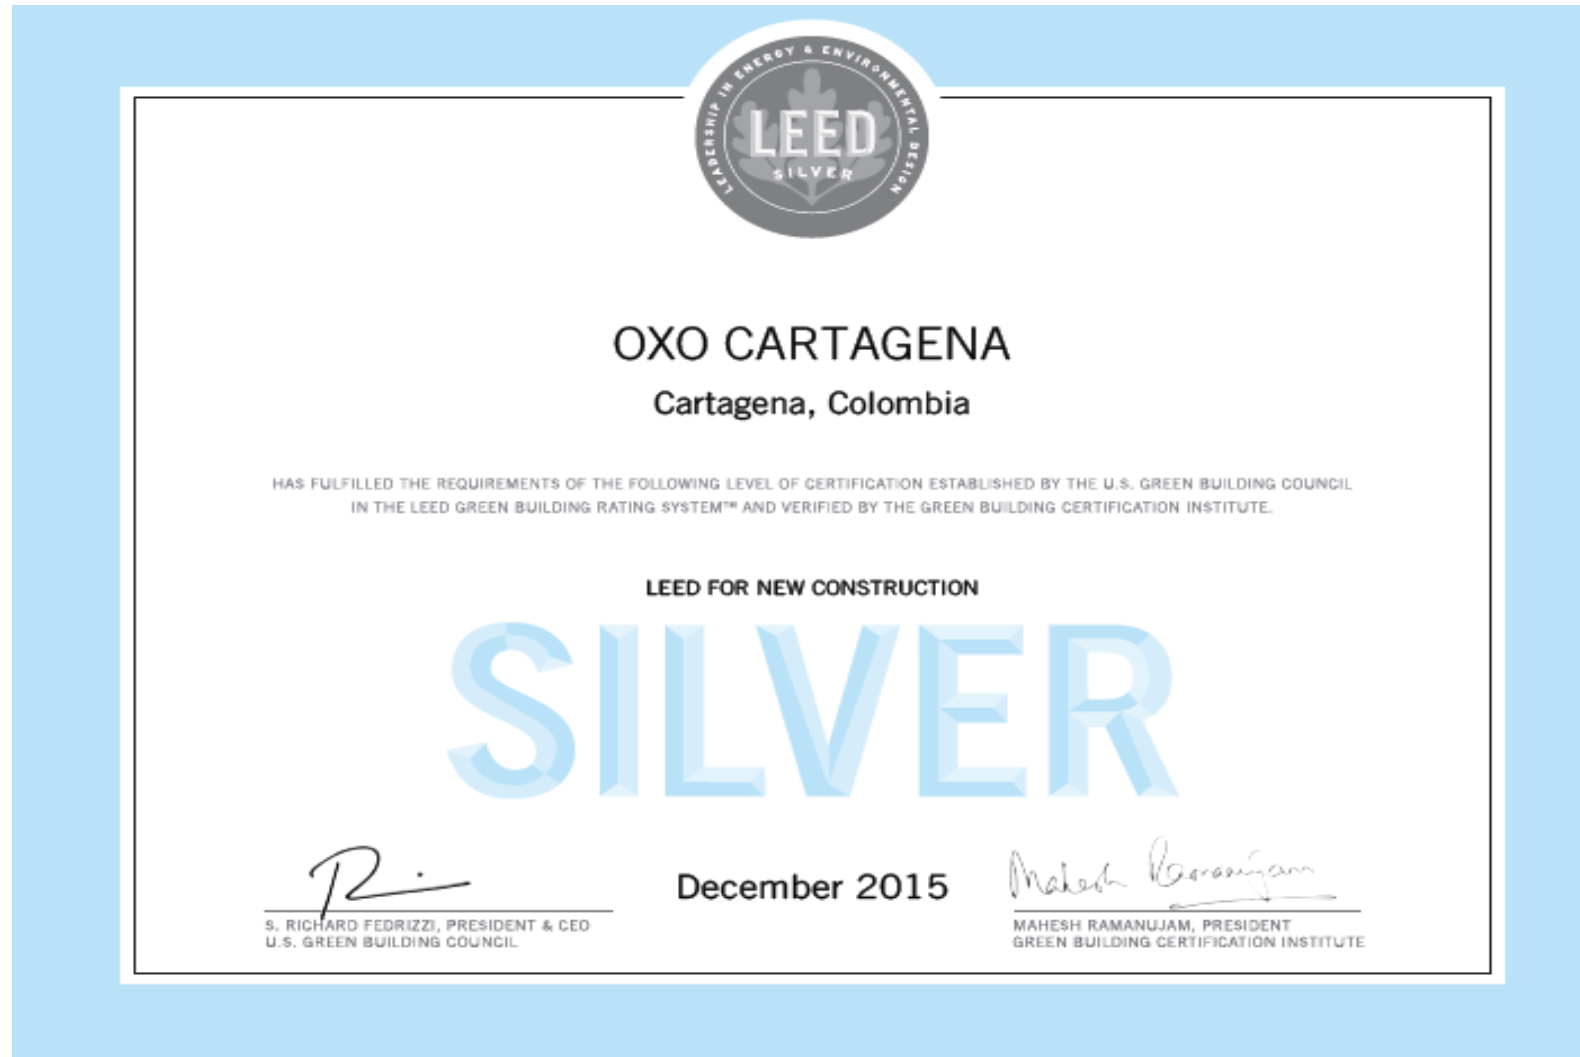 LEADERSHIP IN ENERGY & ENVIRONMENTAL DESIGN
LEED
SILVER
OXO CARTAGENA
Cartagena, Colombia
HAS FULFILLED THE REQUIREMENTS OF THE FOLLOWING LEVEL OF CERTIFICATION ESTABLISHED BY THE U.S. GREEN BUILDING COUNCIL
IN THE LEED GREEN BUILDING RATING SYSTEM™ AND VERIFIED BY THE GREEN BUILDING CERTIFICATION INSTITUTE.
LEED FOR NEW CONSTRUCTION
SILVER
December 2015
Mahesh Ramanujam
S. RICHARD FEDRIZZI, PRESIDENT & CEO
U.S. GREEN BUILDING COUNCIL
MAHESH RAMANUJAM, PRESIDENT
GREEN BUILDING CERTIFICATION INSTITUTE